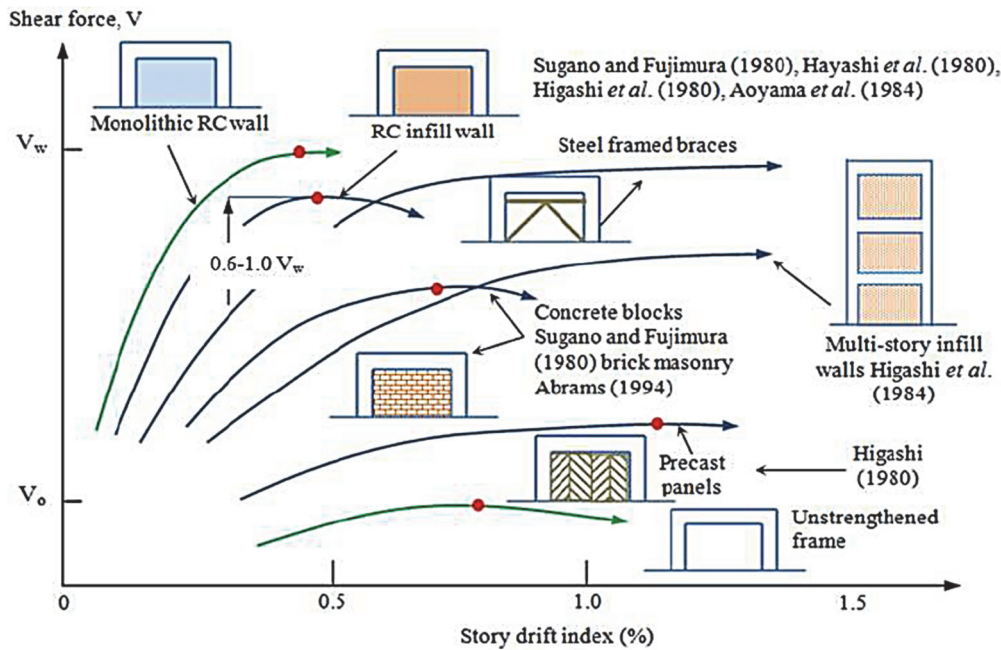 Shear force, V
Sugano and Fujimura (1980), Hayashi et al. (1980),
Higashi et al. (1980), Aoyama et al. (1984)
Monolithic RC wall
RC infill wall
Steel framed braces
Vw
0.6-1.0 Vw
Concrete blocks
Sugano and Fujimura
(1980) brick masonry
Abrams (1994)
Multi-story infill
walls Higashi et al.
(1984)
Precast
panels
Higashi
(1980)
Vo
Unstrengthened
frame
0
0.5
1.0
1.5
Story drift index (%)